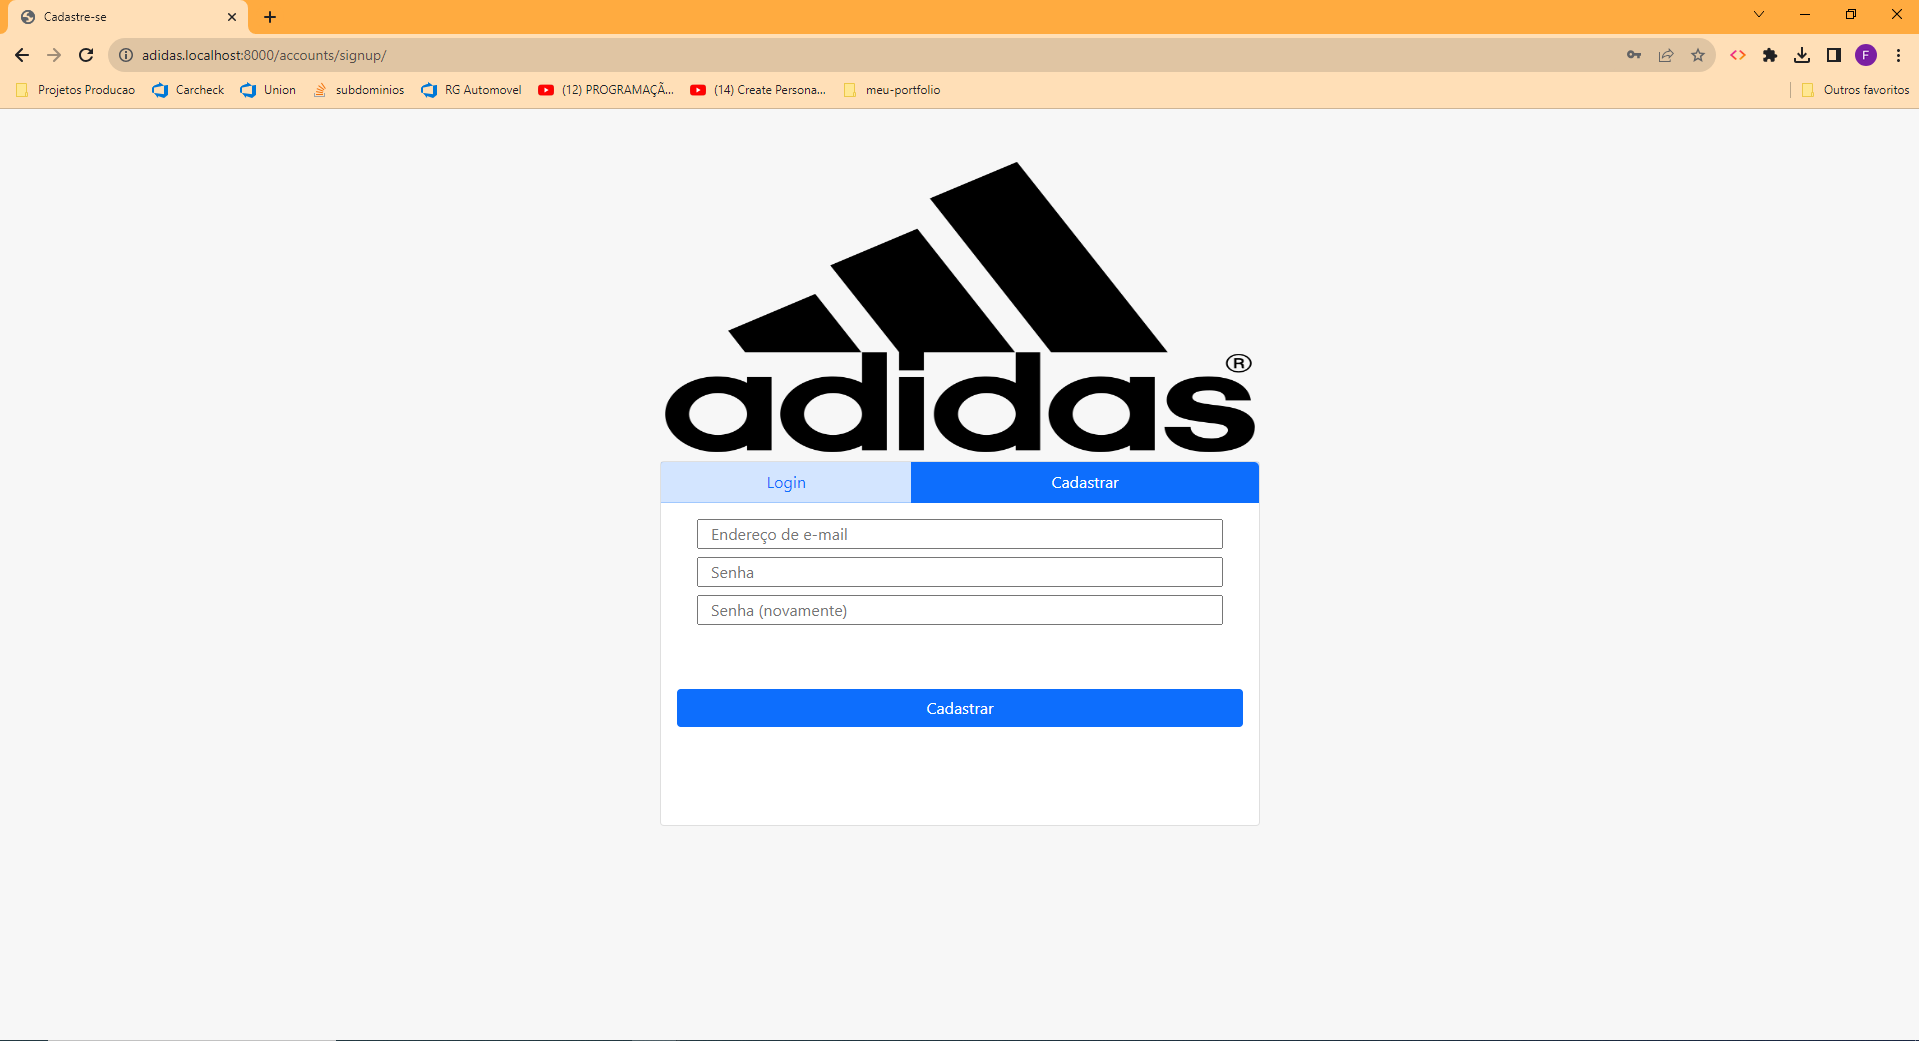 Cadastre-se
adidas.localhost:8000/accounts/signup/
F
Projetos Producao Carcheck Union subdominios RG Automovel (12) PROGRAMAÇÃ... (14) Create Persona... meu-portfolio Outros favoritos
adidas®
Login Cadastrar
Endereço de e-mail
Senha
Senha (novamente)
Cadastrar